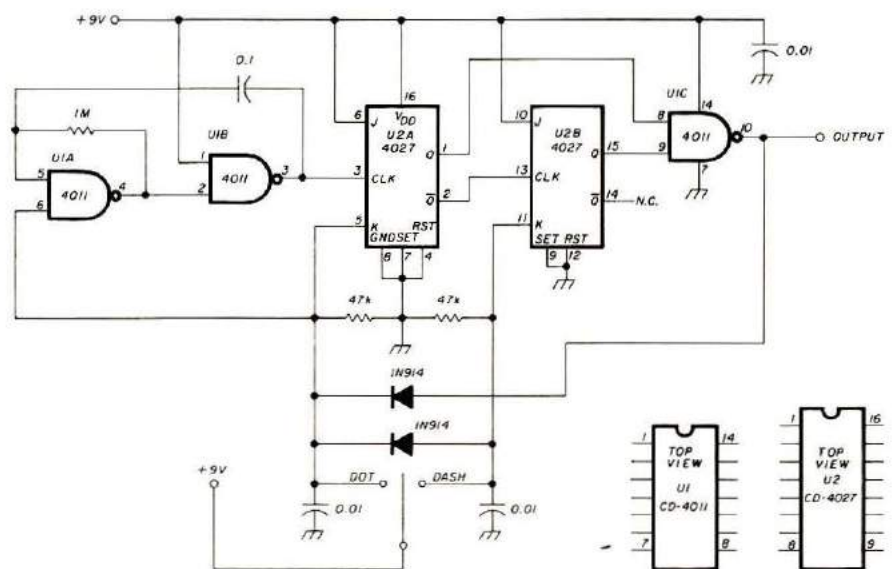 +9V
0.01
0.1
1M
U1A
5
6
4011
4
U1B
1
2
4011
3
16
VDD
6
J
U2A
4027
Q
1
3
CLK
Q̅
2
5
K
RST
GND
SET
8
7
4
10
J
U2B
4027
Q
15
13
CLK
Q̅
14
N.C.
11
K
SET
RST
9
12
U1C
8
9
14
4011
10
7
OUTPUT
47k
47k
1N914
1N914
+9V
DOT
DASH
0.01
0.01
1
14
TOP
VIEW
U1
CD-4011
7
8
1
16
TOP
VIEW
U2
CD-4027
8
9